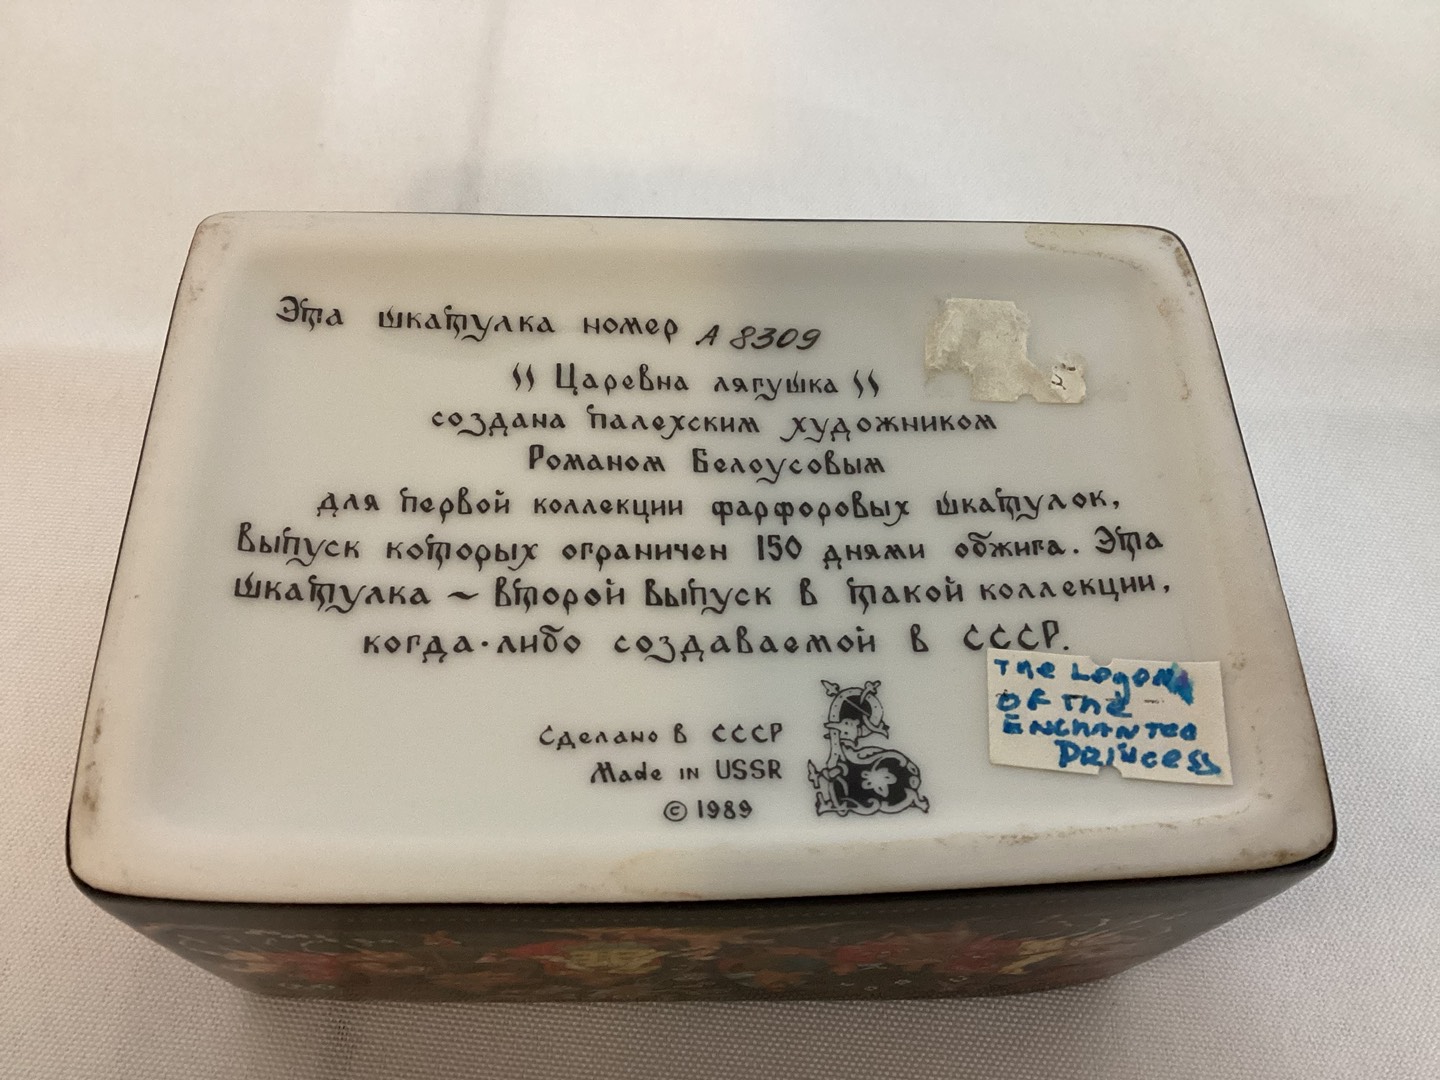 Эта шкатулка номер А 8309
"Царевна лягушка"
создана палехским художником
Романом Белоусовым
для первой коллекции фарфоровых шкатулок,
выпуск которых ограничен 150 днями обжига. Эта
шкатулка ~ второй выпуск в такой коллекции,
когда-либо создаваемой в СССР.
Сделано в СССР
Made in USSR
© 1989
THe Legend
OF THe
ENCHANTED
PRINCESS